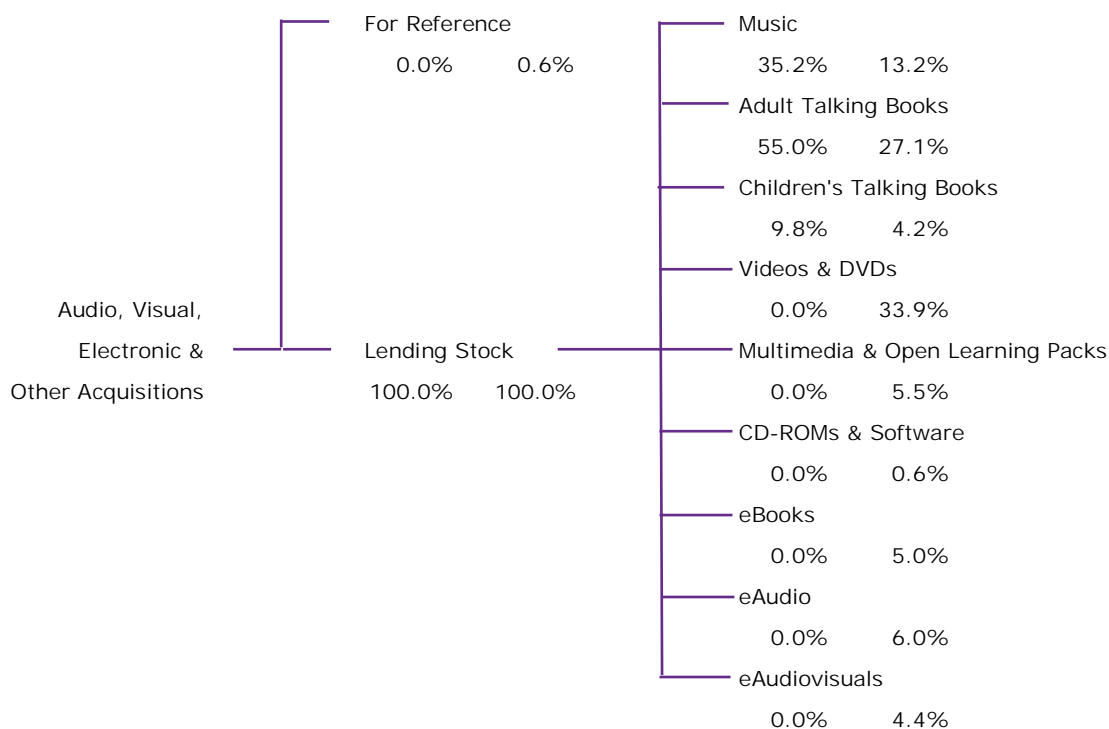 For Reference
0.0% 0.6%
Audio, Visual,
Electronic &
Other Acquisitions
Lending Stock
100.0% 100.0%
Music
35.2% 13.2%
Adult Talking Books
55.0% 27.1%
Children's Talking Books
9.8% 4.2%
Videos & DVDs
0.0% 33.9%
Multimedia & Open Learning Packs
0.0% 5.5%
CD-ROMs & Software
0.0% 0.6%
eBooks
0.0% 5.0%
eAudio
0.0% 6.0%
eAudiovisuals
0.0% 4.4%